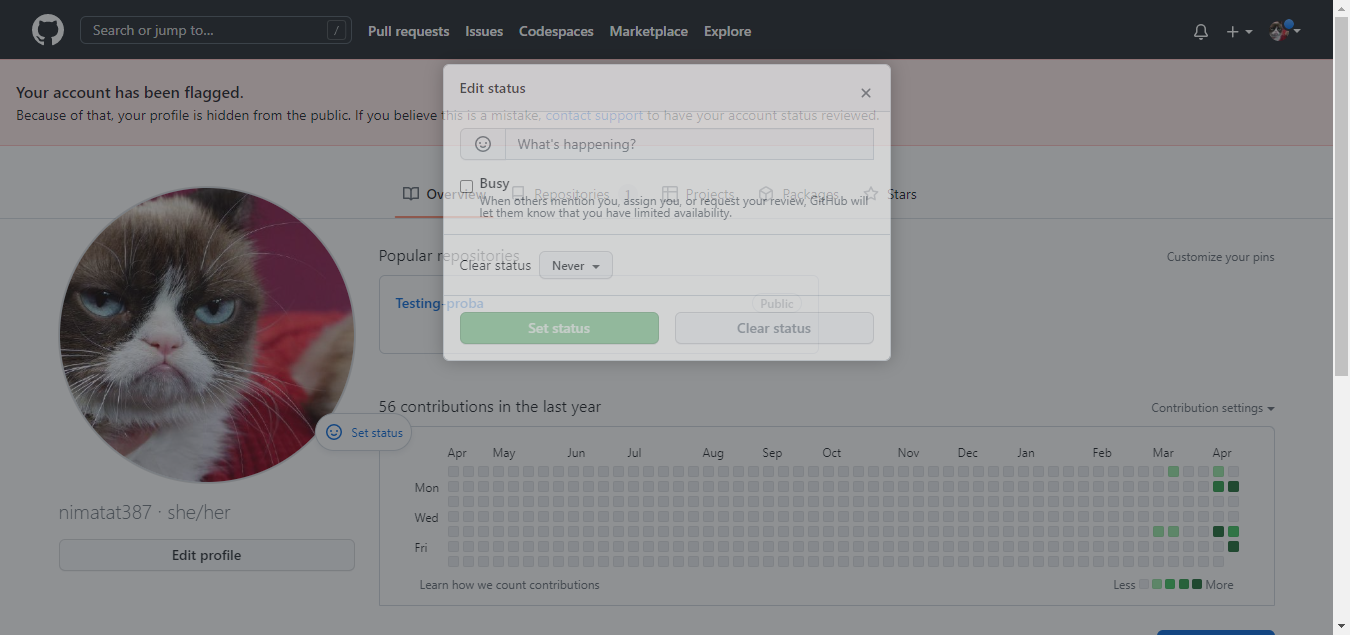 Search or jump to... /
Pull requests Issues Codespaces Marketplace Explore
Your account has been flagged.
Because of that, your profile is hidden from the public. If you believe this is a mistake, contact support to have your account status reviewed.
Edit status
What's happening?
Busy
When others mention you, assign you, or request your review, GitHub will
let them know that you have limited availability.
Clear status Never
Set status Clear status
Overview Repositories 1 Projects Packages Stars
Popular repositories Customize your pins
Testing-proba Public
56 contributions in the last year Contribution settings
Set status
Apr May Jun Jul Aug Sep Oct Nov Dec Jan Feb Mar Apr
Mon
Wed
Fri
Learn how we count contributions Less More
nimatat387 · she/her
Edit profile